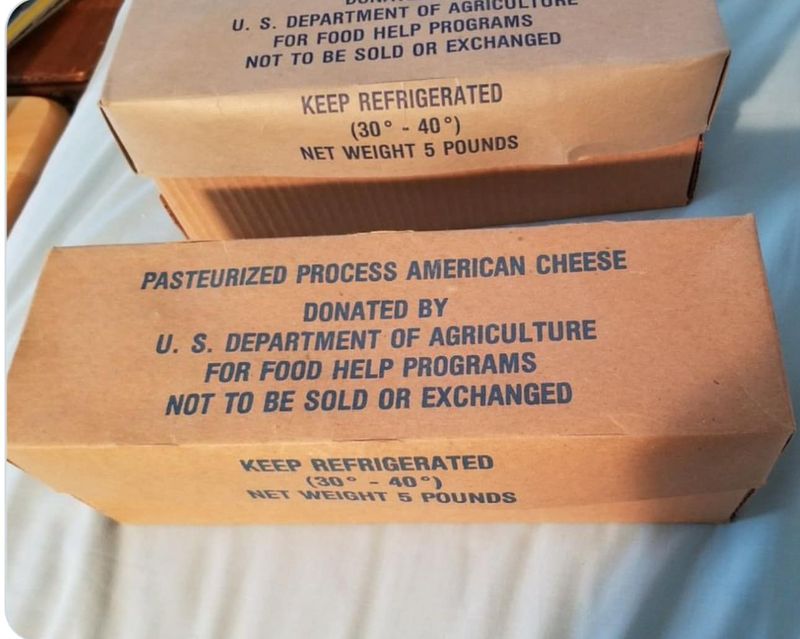 U. S. DEPARTMENT OF AGRICULTURE
FOR FOOD HELP PROGRAMS
NOT TO BE SOLD OR EXCHANGED
KEEP REFRIGERATED
(30° - 40°)
NET WEIGHT 5 POUNDS
PASTEURIZED PROCESS AMERICAN CHEESE
DONATED BY
U. S. DEPARTMENT OF AGRICULTURE
FOR FOOD HELP PROGRAMS
NOT TO BE SOLD OR EXCHANGED
KEEP REFRIGERATED
(30° - 40°)
NET WEIGHT 5 POUNDS